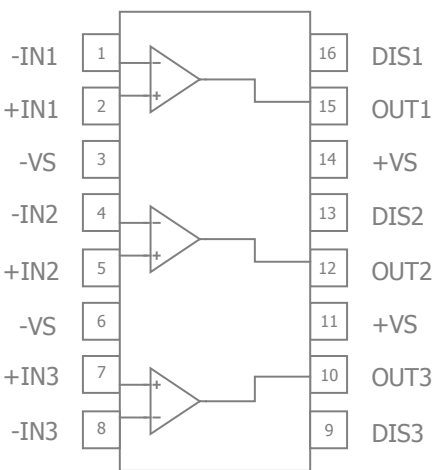 -IN1 1 − 16 DIS1
+IN1 2 + 15 OUT1
-VS 3 14 +VS
-IN2 4 − 13 DIS2
+IN2 5 + 12 OUT2
-VS 6 11 +VS
+IN3 7 + 10 OUT3
-IN3 8 − 9 DIS3